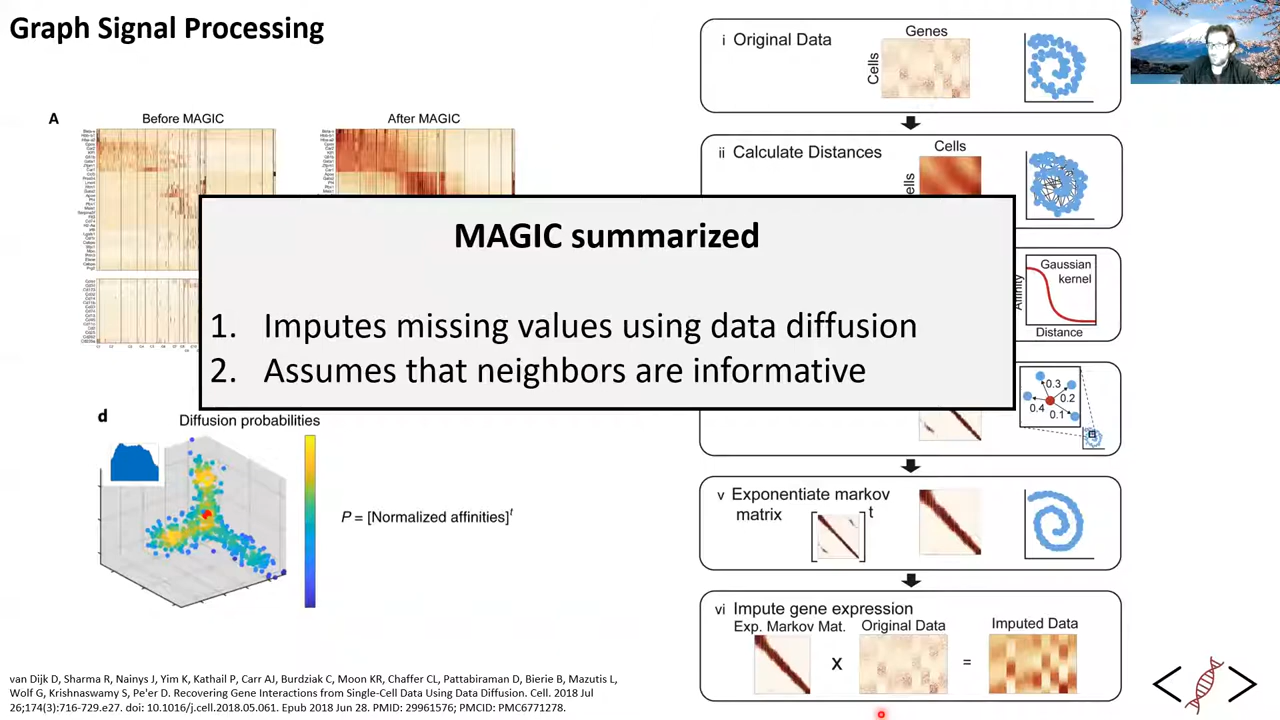 Graph Signal Processing
A
Before MAGIC
After MAGIC
i Original Data
Genes
Cells
ii Calculate Distances
Cells
MAGIC summarized
1. Imputes missing values using data diffusion
2. Assumes that neighbors are informative
Gaussian
kernel
Distance
0.3
0.2
0.4
0.1
d
Diffusion probabilities
P = [Normalized affinities]ᵗ
v Exponentiate markov
matrix
t
vi Impute gene expression
Exp. Markov Mat.
Original Data
Imputed Data
X
=
van Dijk D, Sharma R, Nainys J, Yim K, Kathail P, Carr AJ, Burdziak C, Moon KR, Chaffer CL, Pattabiraman D, Bierie B, Mazutis L,
Wolf G, Krishnaswamy S, Pe'er D. Recovering Gene Interactions from Single-Cell Data Using Data Diffusion. Cell. 2018 Jul
26;174(3):716-729.e27. doi: 10.1016/j.cell.2018.05.061. Epub 2018 Jun 28. PMID: 29961576; PMCID: PMC6771278.